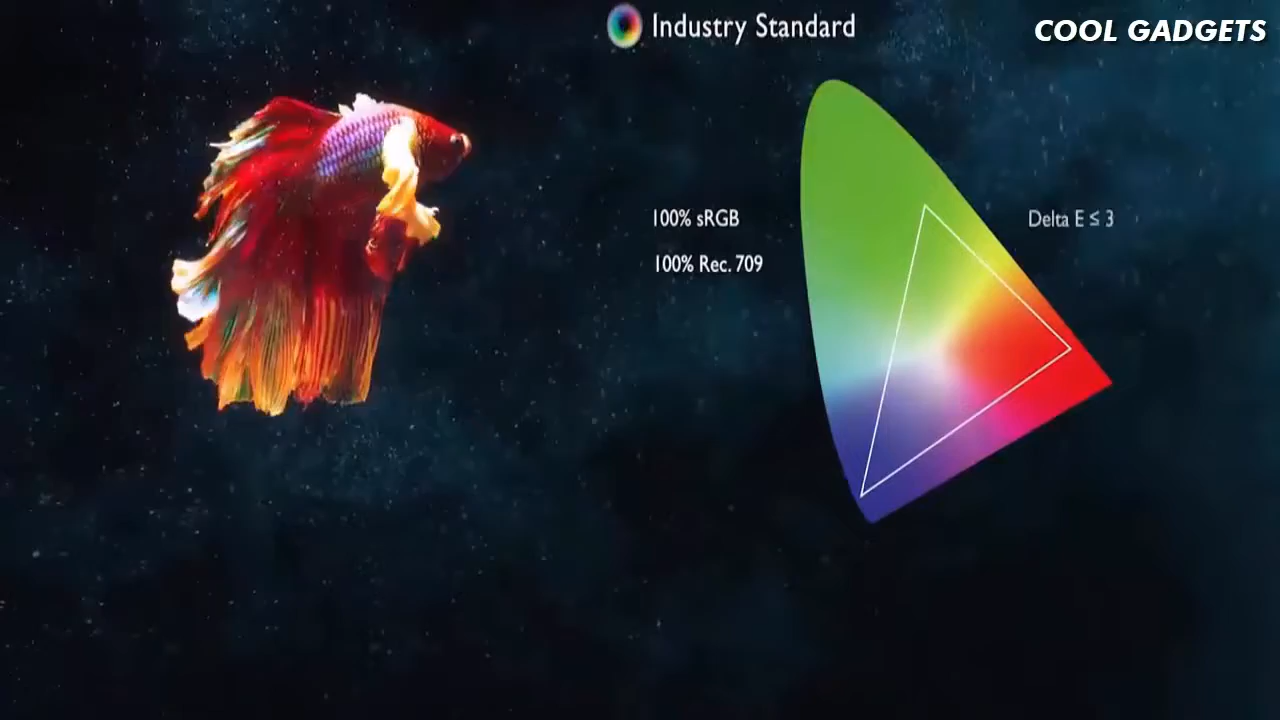 Industry Standard
COOL GADGETS
100% sRGB
Delta E ≤ 3
100% Rec. 709